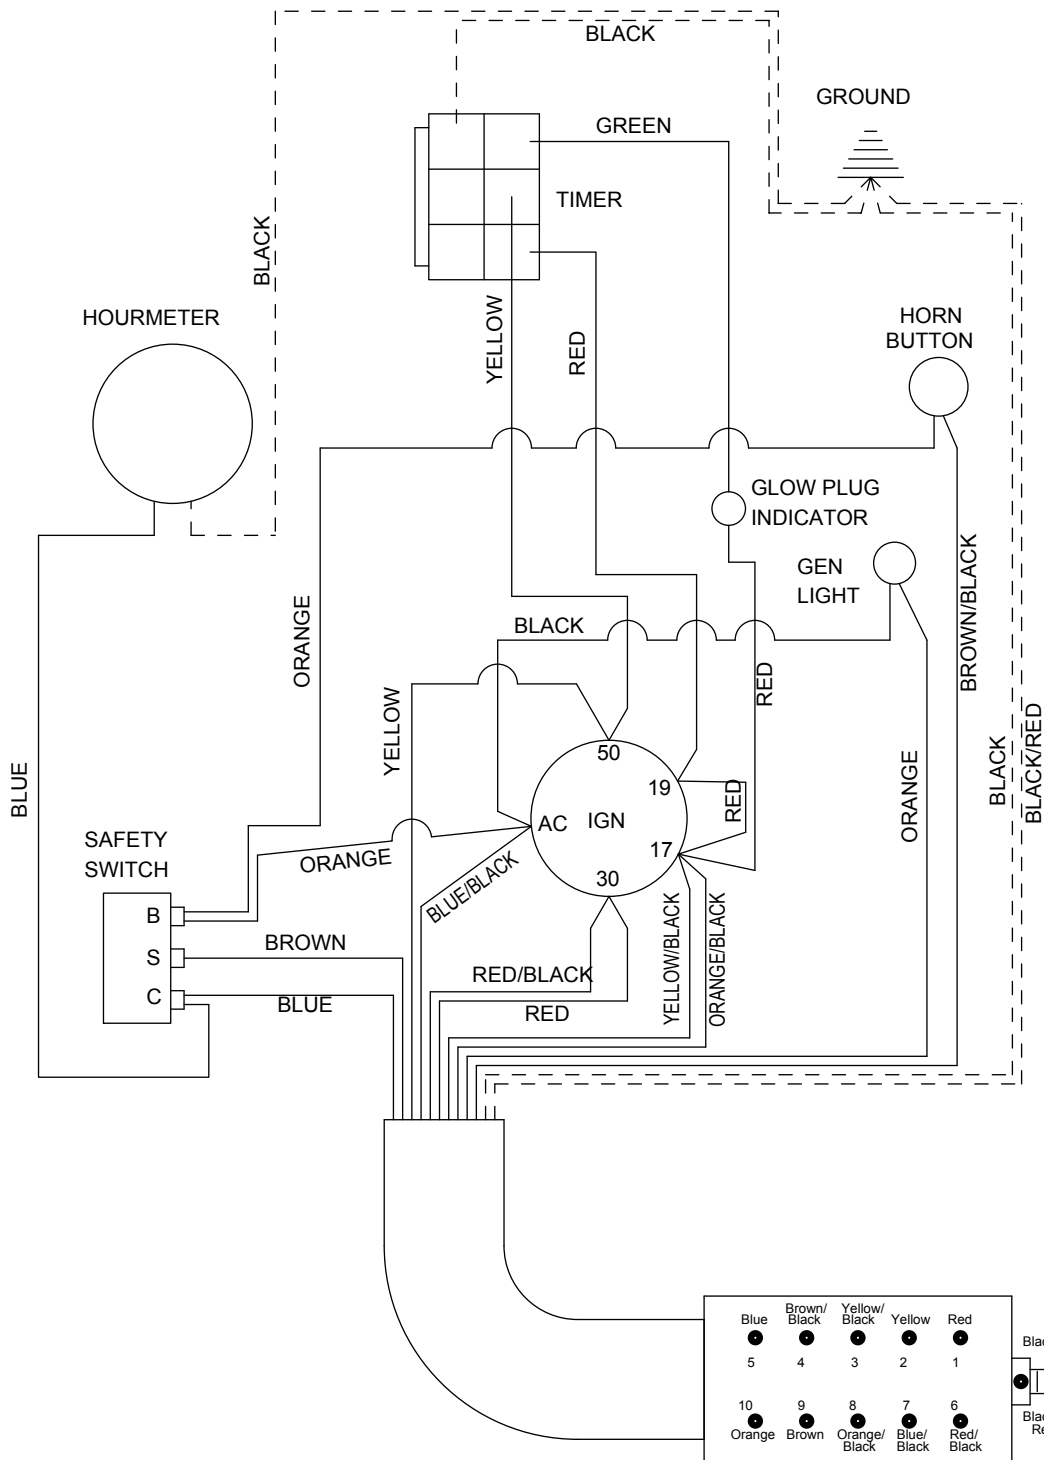 BLACK
GROUND
GREEN
TIMER
BLACK
HOURMETER
YELLOW
RED
HORN
BUTTON
GLOW PLUG
INDICATOR
GEN
LIGHT
BROWN/BLACK
ORANGE
BLACK
RED
YELLOW
BLACK
BLACK/RED
BLUE
ORANGE
50
19
RED
AC
IGN
17
30
SAFETY
SWITCH
ORANGE
BLUE/BLACK
B
S
C
BROWN
BLUE
RED/BLACK
RED
YELLOW/BLACK
ORANGE/BLACK
Blue
Brown/
Black
Yellow/
Black
Yellow
Red
5
4
3
2
1
10
9
8
7
6
Orange
Brown
Orange/
Black
Blue/
Black
Red/
Black